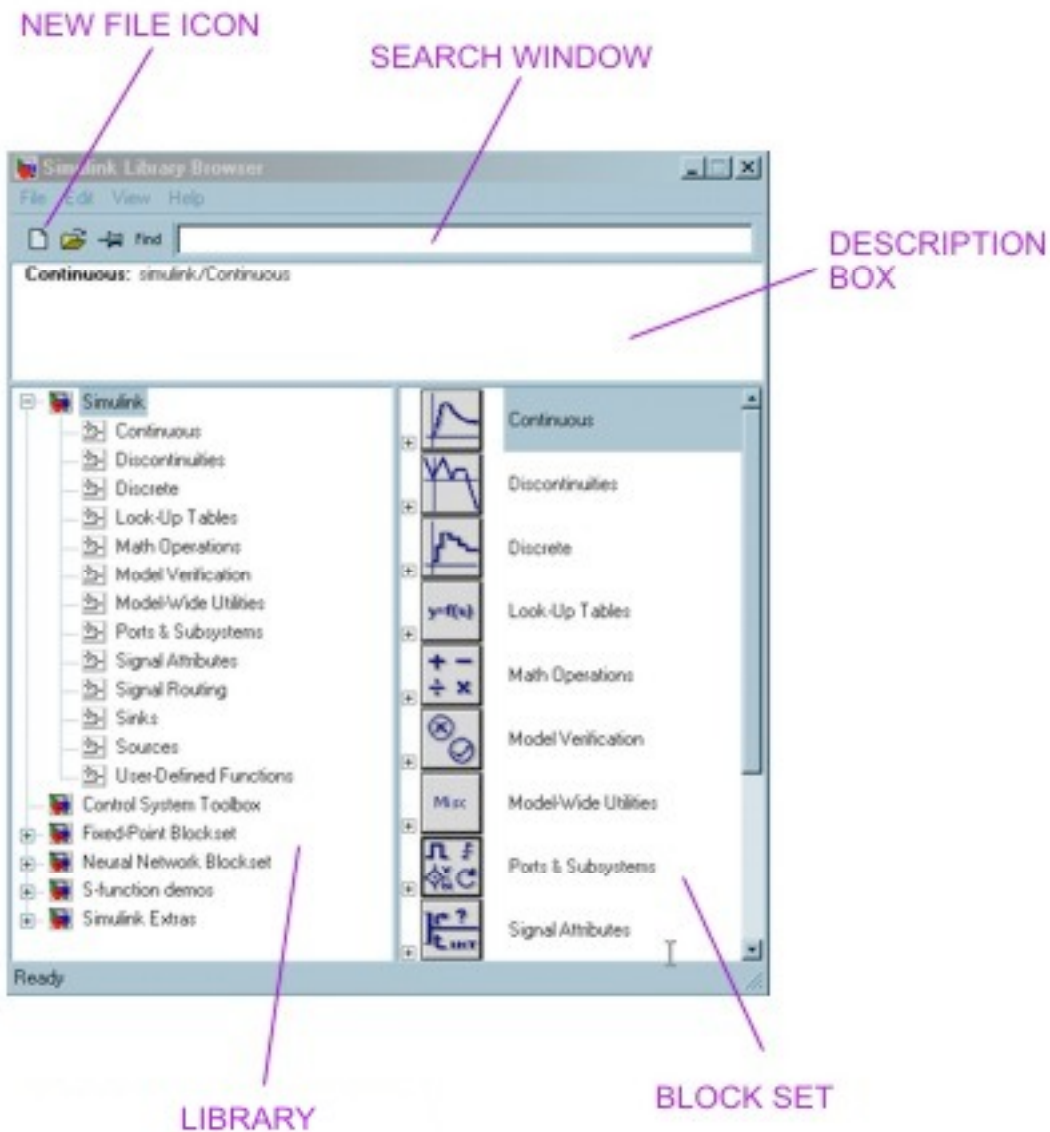 NEW FILE ICON
SEARCH WINDOW
Simulink Library Browser
File Edit View Help
Find
DESCRIPTION
BOX
Continuous: simulink/Continuous
Simulink
Continuous
Discontinuities
Discrete
Look-Up Tables
Math Operations
Model Verification
Model-Wide Utilities
Ports & Subsystems
Signal Attributes
Signal Routing
Sinks
Sources
User-Defined Functions
Control System Toolbox
Fixed-Point Blockset
Neural Network Blockset
S-function demos
Simulink Extras
Continuous
Discontinuities
Discrete
y=f(u) Look-Up Tables
+ − ÷ × Math Operations
Model Verification
Misc Model-Wide Utilities
Ports & Subsystems
Signal Attributes
Ready
LIBRARY
BLOCK SET